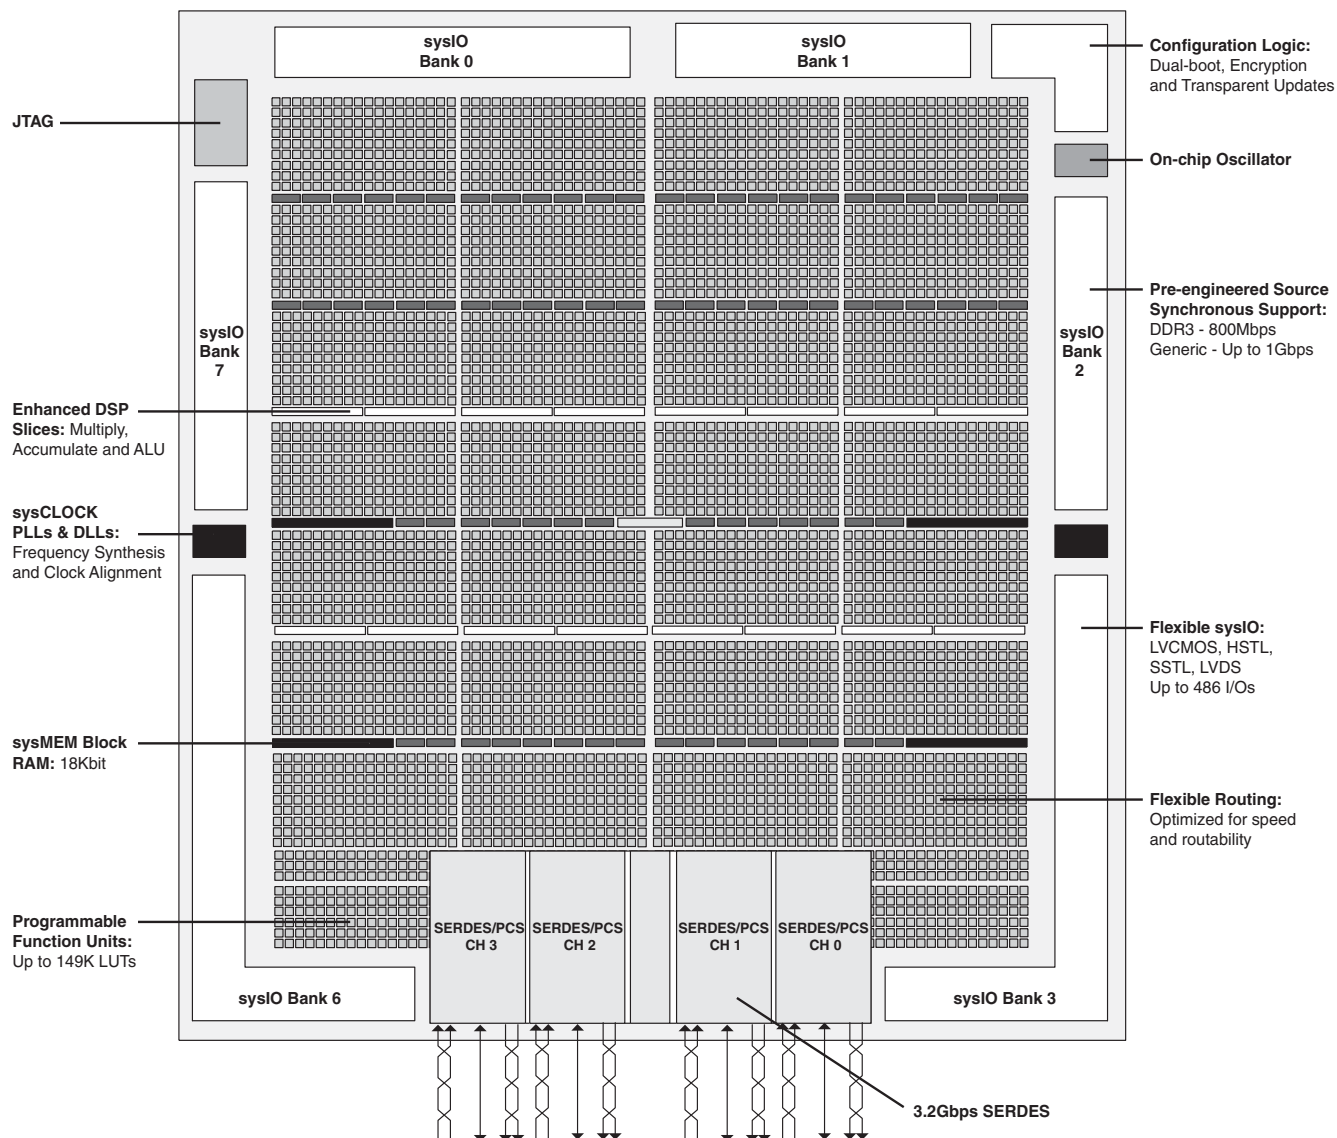 sysIO
Bank 0
sysIO
Bank 1
Configuration Logic:
Dual-boot, Encryption
and Transparent Updates
JTAG
On-chip Oscillator
sysIO
Bank
7
sysIO
Bank
2
Pre-engineered Source
Synchronous Support:
DDR3 - 800Mbps
Generic - Up to 1Gbps
Enhanced DSP
Slices: Multiply,
Accumulate and ALU
sysCLOCK
PLLs & DLLs:
Frequency Synthesis
and Clock Alignment
Flexible sysIO:
LVCMOS, HSTL,
SSTL, LVDS
Up to 486 I/Os
sysMEM Block
RAM: 18Kbit
Flexible Routing:
Optimized for speed
and routability
Programmable
Function Units:
Up to 149K LUTs
SERDES/PCS
CH 3
SERDES/PCS
CH 2
SERDES/PCS
CH 1
SERDES/PCS
CH 0
sysIO Bank 6
sysIO Bank 3
3.2Gbps SERDES